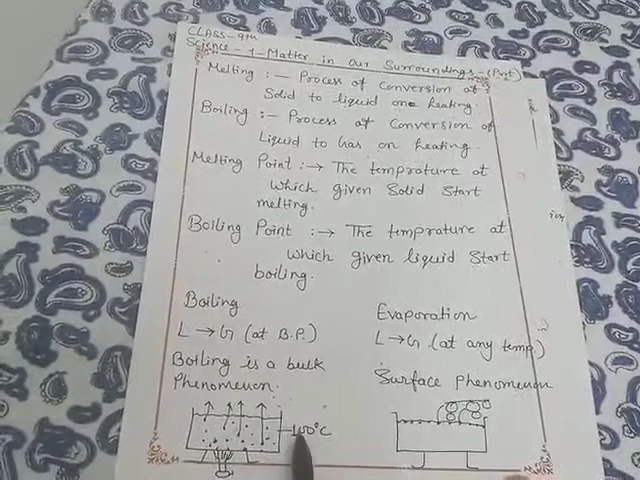 CLASS-9th
Science - 1 - Matter in Our Surroundings - (Part)
Melting :- Process of Conversion of
Solid to liquid one heating.
Boiling :- Process of Conversion of
Liquid to Gas on heating.
Melting Point :→ The temprature at
which given Solid Start
melting.
Boiling Point :→ The temprature at
which given liquid Start
boiling.
Boiling
L → G (at B.P.)
Boiling is a bulk
Phenomenon.
100°C
Evaporation
L → G (at any temp)
Surface Phenomenon